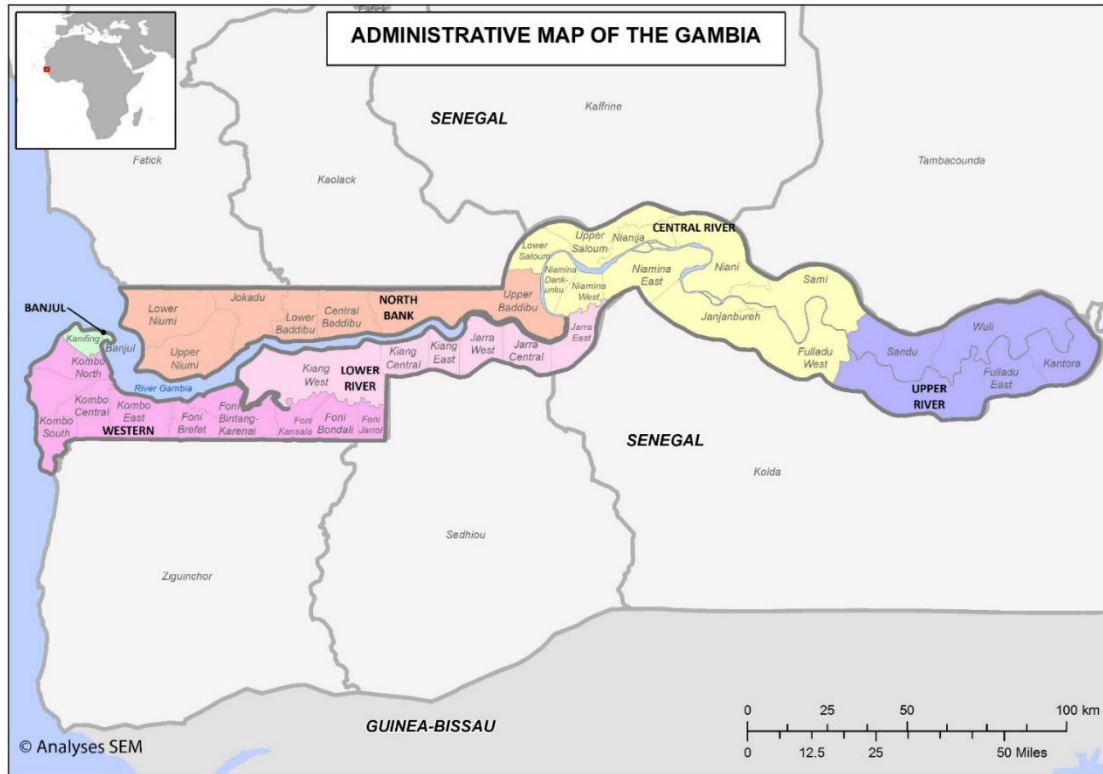 ADMINISTRATIVE MAP OF THE GAMBIA
Fatick
Kaffrine
SENEGAL
Tambacounda
Fatick
Kaolack
CENTRAL RIVER
Upper
Saloum
Nianija
Lower
Saloum
Niamina
Dank-
unku
Niamina
West
Niamina
East
Niani
Sami
Janjanbureh
Fulladu
West
NORTH
BANK
Lower
Niumi
Jokadu
Lower
Baddibu
Central
Baddibu
Upper
Baddibu
Upper
Niumi
BANJUL
Kanifing
Banjul
Kombo
North
River Gambia
Kiang
West
LOWER
RIVER
Kiang
Central
Kiang
East
Jarra
West
Jarra
Central
Jarra
East
Kombo
Central
Kombo
South
Kombo
East
WESTERN
Foni
Brefet
Foni
Bintang-
Karenai
Foni
Kansala
Foni
Bondali
Foni
Jarrol
Sandu
Wuli
Fulladu
East
Kantora
UPPER
RIVER
SENEGAL
Kolda
Sedhiou
Ziguinchor
GUINEA-BISSAU
0 25 50 100 km
0 12.5 25 50 Miles
© Analyses SEM